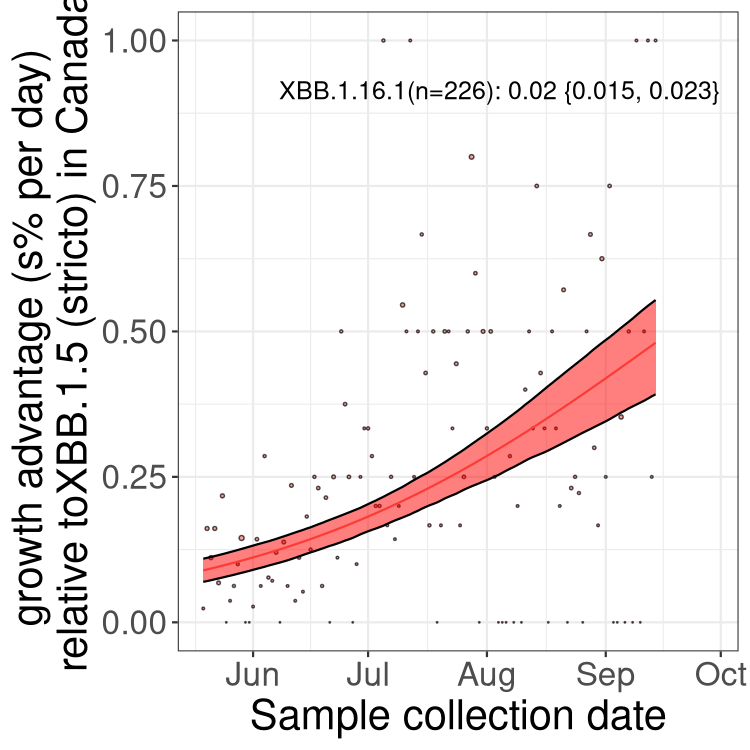 growth advantage (s% per day)
relative toXBB.1.5 (stricto) in Canada
1.00
0.75
0.50
0.25
0.00
XBB.1.16.1(n=226): 0.02 {0.015, 0.023}
Jun Jul Aug Sep Oct
Sample collection date